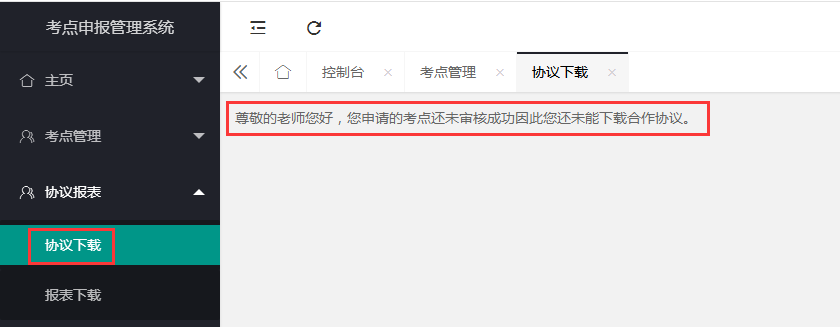 考点申报管理系统
主页
考点管理
协议报表
协议下载
报表下载
控制台
考点管理
协议下载
尊敬的老师您好，您申请的考点还未审核成功因此您还未能下载合作协议。